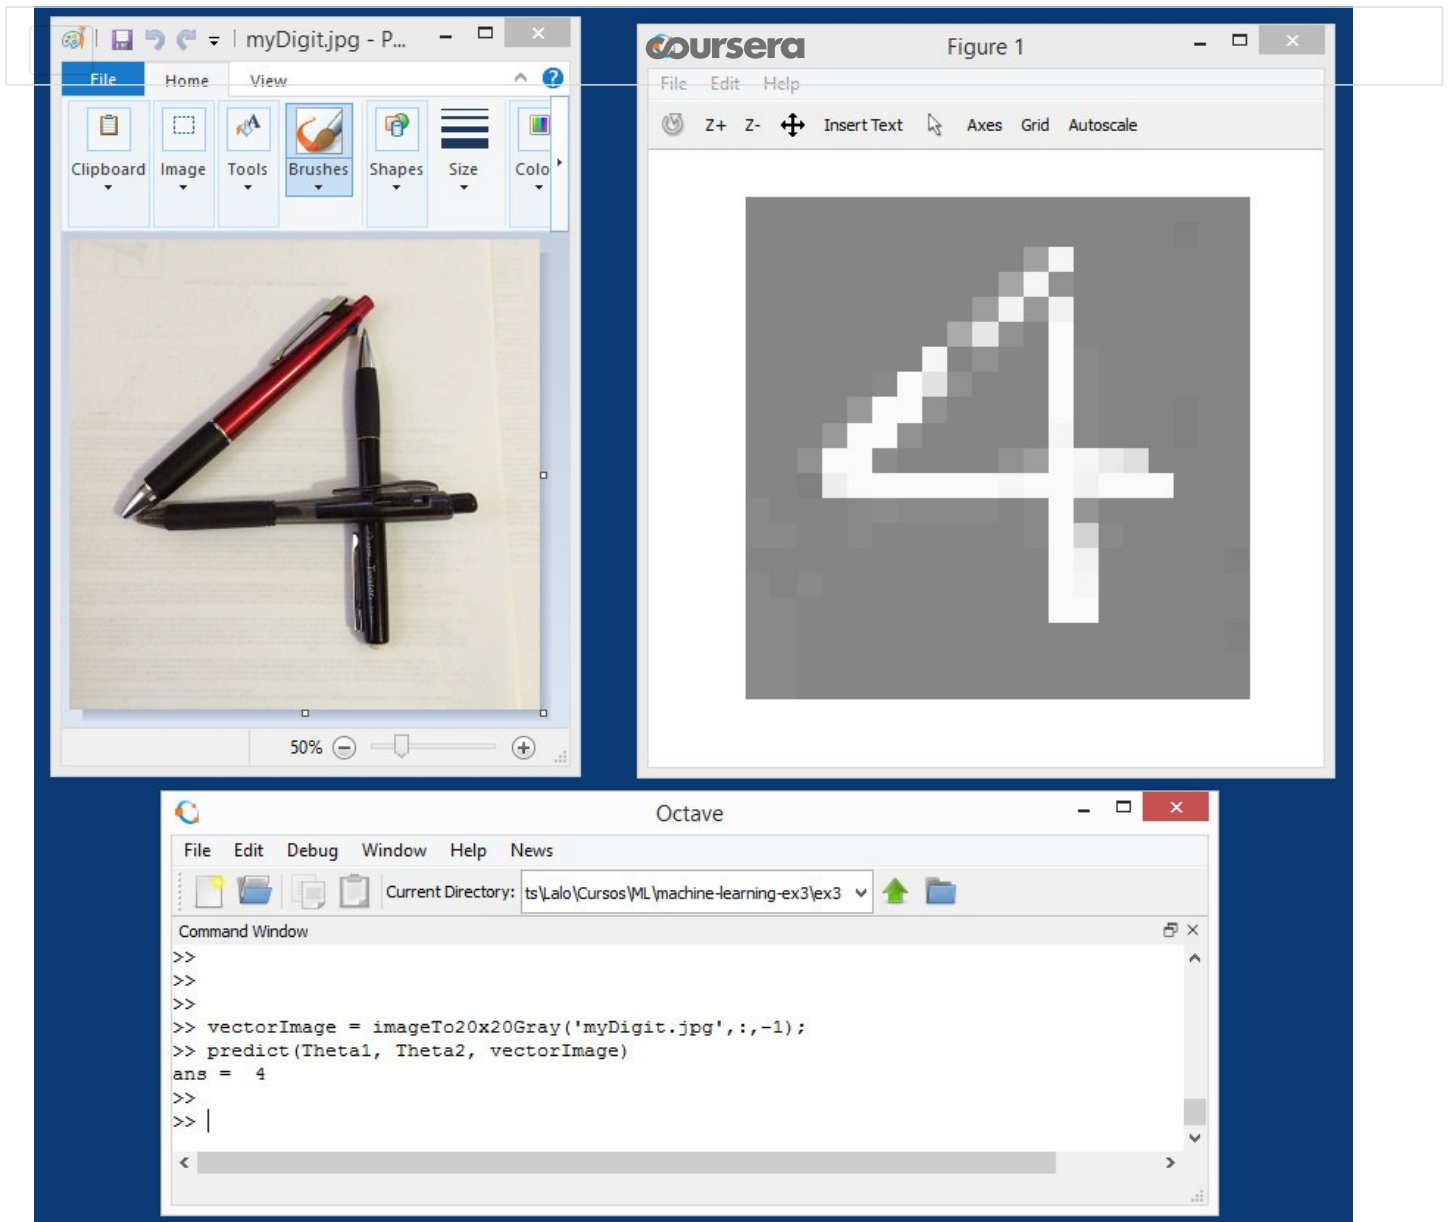 myDigit.jpg - P...
File Home View
Clipboard Image Tools Brushes Shapes Size Colo
50%
coursera
Figure 1
File Edit Help
Z+ Z- Insert Text Axes Grid Autoscale
Octave
File Edit Debug Window Help News
Current Directory: ts\Lalo\Cursos\ML\machine-learning-ex3\ex3
Command Window
>>
>>
>>
>> vectorImage = imageTo20x20Gray('myDigit.jpg',:,-1);
>> predict(Theta1, Theta2, vectorImage)
ans = 4
>>
>>